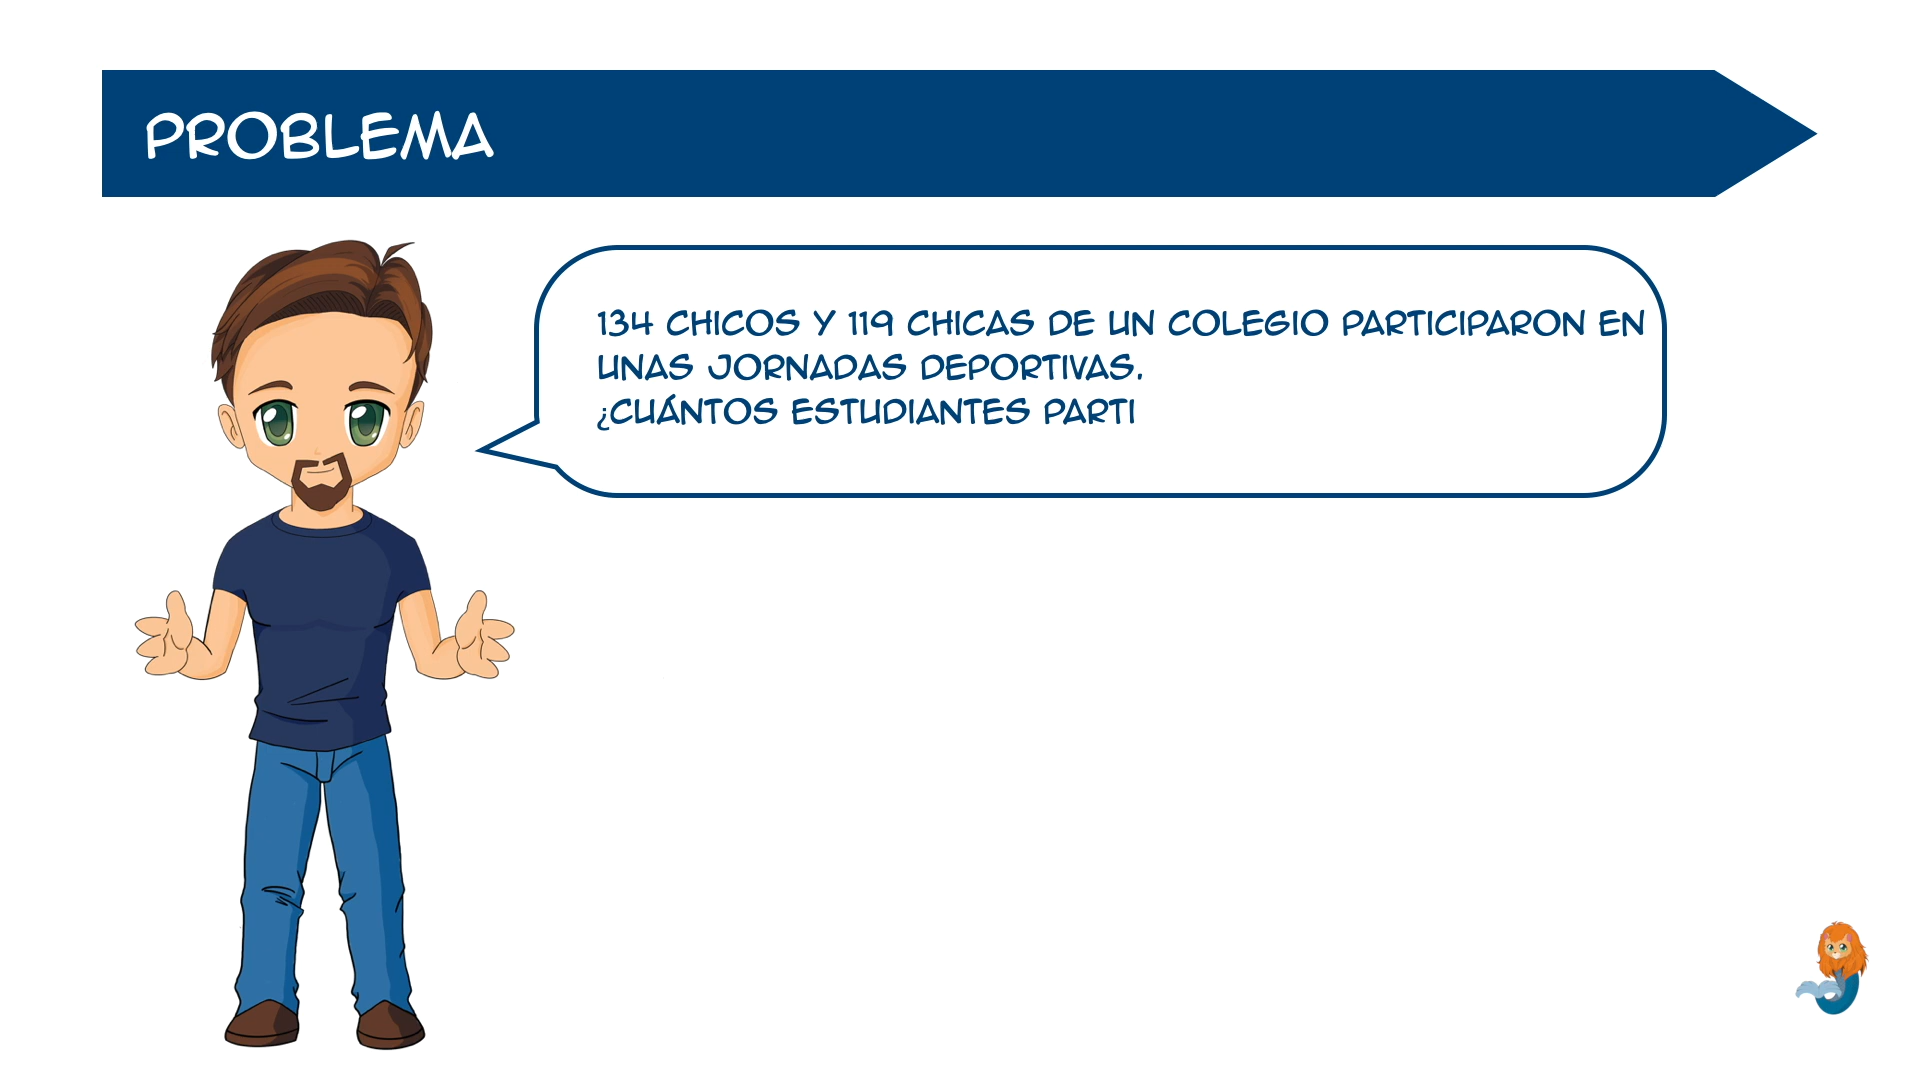 PROBLEMA
134 CHICOS Y 119 CHICAS DE UN COLEGIO PARTICIPARON EN
UNAS JORNADAS DEPORTIVAS.
¿CUÁNTOS ESTUDIANTES PARTI